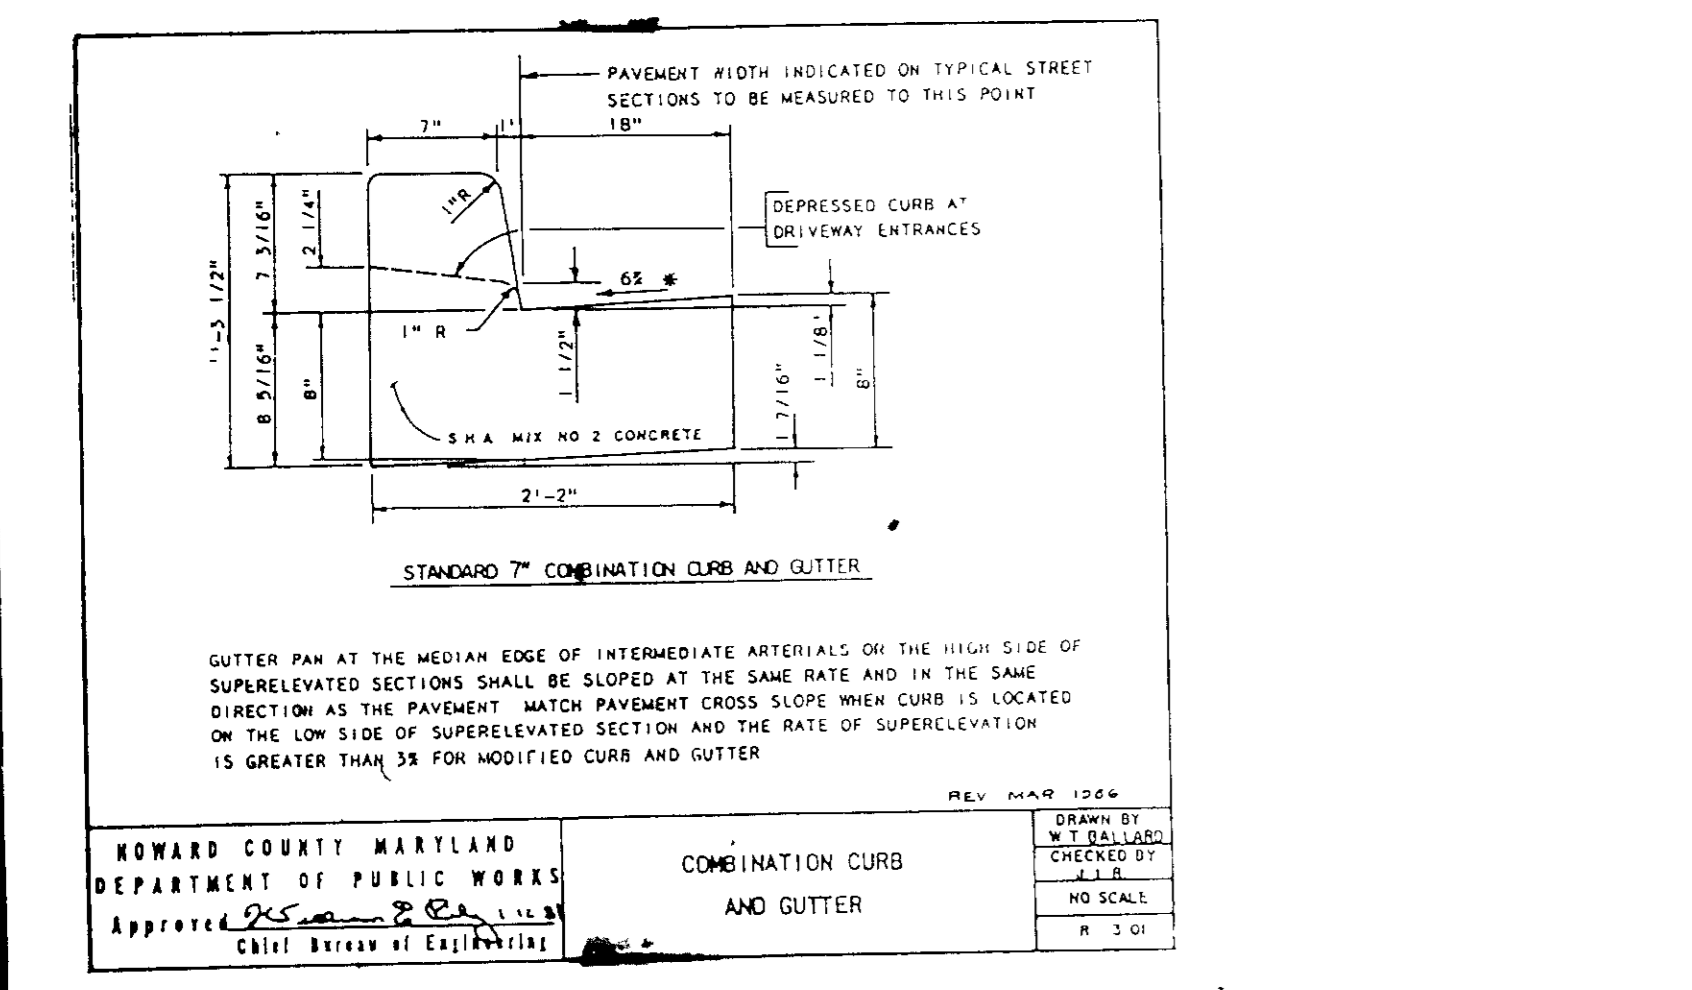 PAVEMENT WIDTH INDICATED ON TYPICAL STREET
SECTIONS TO BE MEASURED TO THIS POINT
7" 1' 18"
1"R
2 1/4"
7 3/16"
1'-3 1/2"
DEPRESSED CURB AT
DRIVEWAY ENTRANCES
6% *
1" R
1 1/2"
1 1/8'
8"
8 5/16"
8"
1 7/16"
S H A MIX NO 2 CONCRETE
2'-2"
STANDARD 7" COMBINATION CURB AND GUTTER
GUTTER PAN AT THE MEDIAN EDGE OF INTERMEDIATE ARTERIALS OR THE HIGH SIDE OF
SUPERELEVATED SECTIONS SHALL BE SLOPED AT THE SAME RATE AND IN THE SAME
DIRECTION AS THE PAVEMENT MATCH PAVEMENT CROSS SLOPE WHEN CURB IS LOCATED
ON THE LOW SIDE OF SUPERELEVATED SECTION AND THE RATE OF SUPERELEVATION
IS GREATER THAN 3% FOR MODIFIED CURB AND GUTTER
REV MAR
HOWARD COUNTY MARYLAND
DEPARTMENT OF PUBLIC WORKS
Approved
Chief Bureau of Engineering
COMBINATION CURB
AND GUTTER
DRAWN BY
W T BALLARD
CHECKED BY
NO SCALE
R 3 01